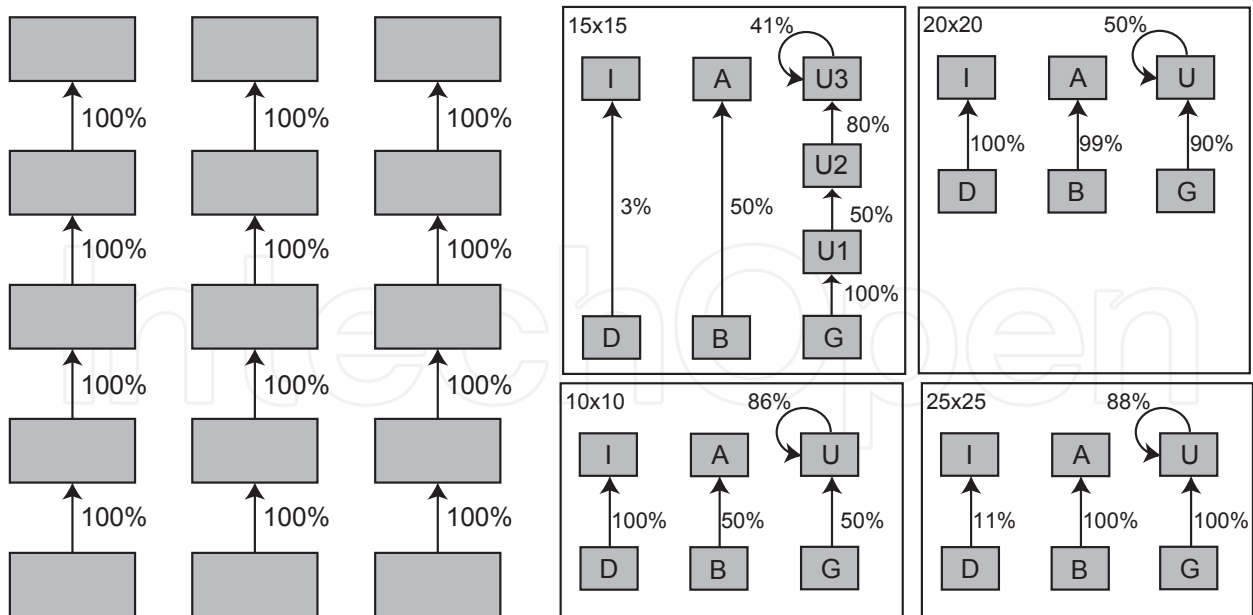 100% 100% 100%
100% 100% 100%
100% 100% 100%
100% 100% 100%
15x15
41%
I A U3
80%
U2
3% 50% 50%
U1
100%
D B G
20x20
50%
I A U
100% 99% 90%
D B G
10x10
86%
I A U
100% 50% 50%
D B G
25x25
88%
I A U
11% 100% 100%
D B G
IntechOpen